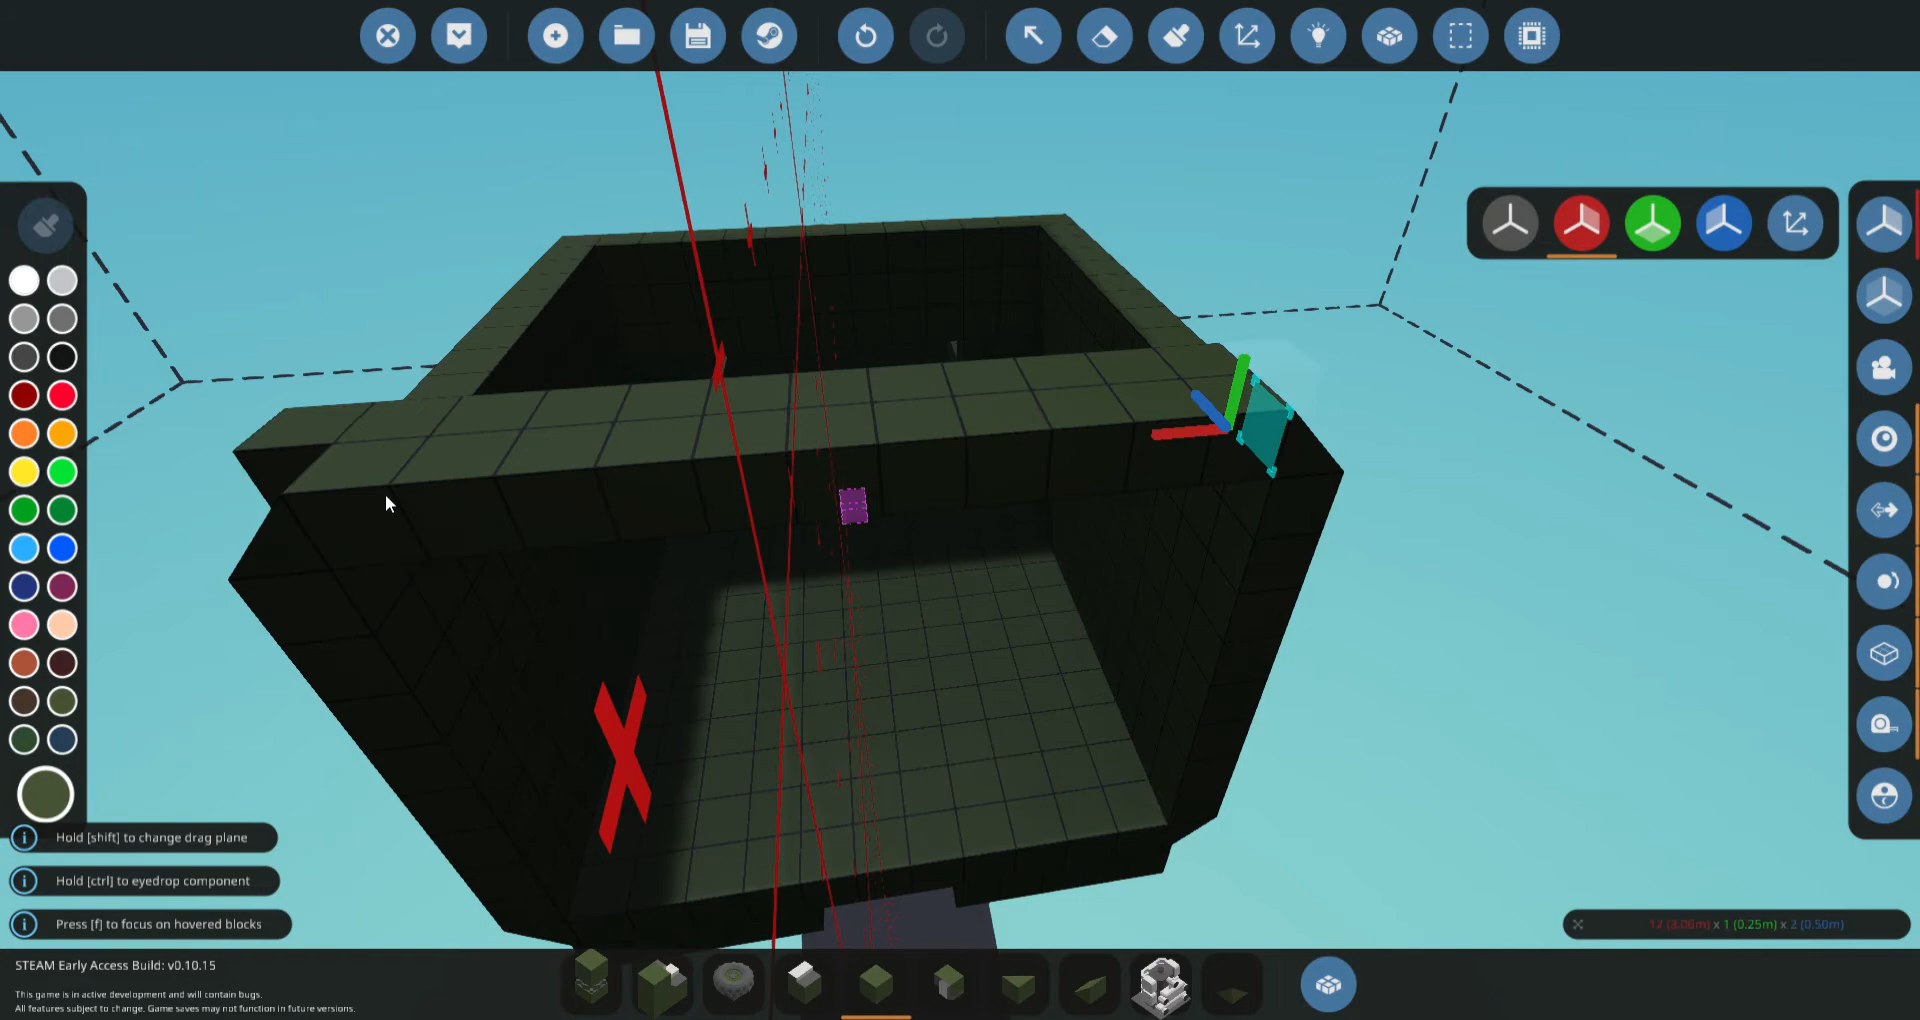 Hold [shift] to change drag plane
Hold [ctrl] to eyedrop component
Press [f] to focus on hovered blocks
12 (3.00m) x 1 (0.25m) x 2 (0.50m)
STEAM Early Access Build: v0.10.15
This game is in active development and will contain bugs.
All features subject to change. Game saves may not function in future versions.